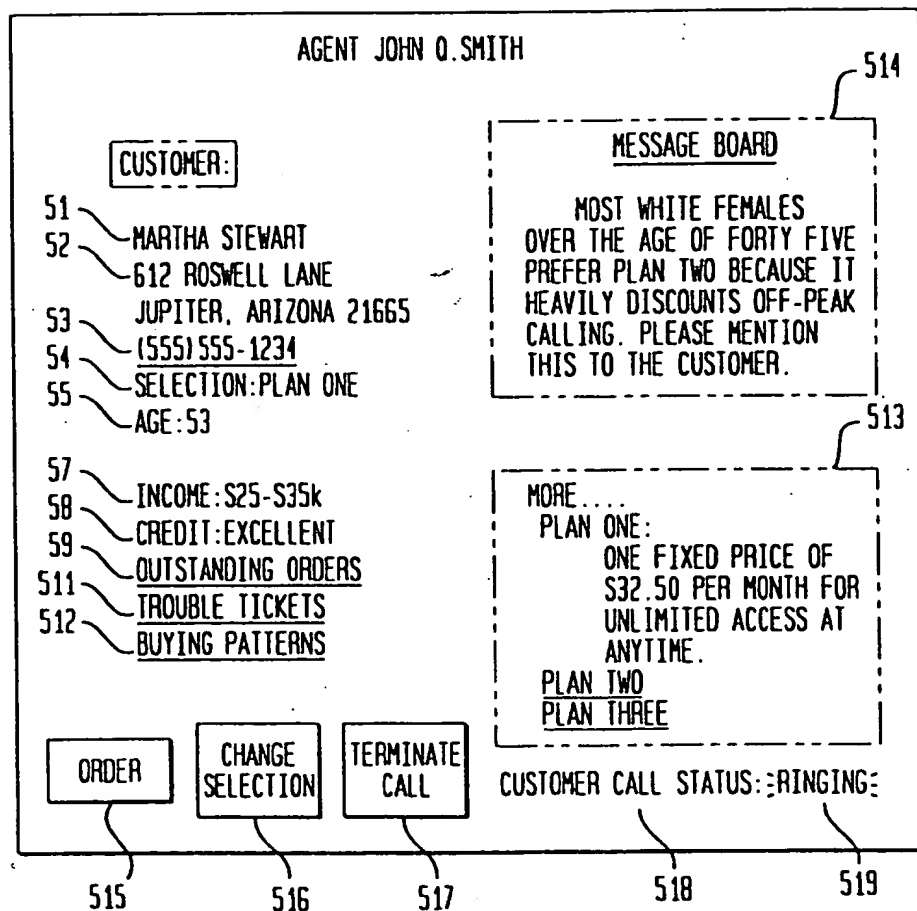 AGENT JOHN Q.SMITH
514
CUSTOMER:
MESSAGE BOARD
51
MARTHA STEWART
52
612 ROSWELL LANE
JUPITER, ARIZONA 21665
53
(555)555-1234
54
SELECTION:PLAN ONE
55
AGE:53
MOST WHITE FEMALES
OVER THE AGE OF FORTY FIVE
PREFER PLAN TWO BECAUSE IT
HEAVILY DISCOUNTS OFF-PEAK
CALLING. PLEASE MENTION
THIS TO THE CUSTOMER.
513
57
INCOME:S25-S35k
58
CREDIT:EXCELLENT
59
OUTSTANDING ORDERS
511
TROUBLE TICKETS
512
BUYING PATTERNS
MORE....
PLAN ONE:
ONE FIXED PRICE OF
S32.50 PER MONTH FOR
UNLIMITED ACCESS AT
ANYTIME.
PLAN TWO
PLAN THREE
ORDER
CHANGE
SELECTION
TERMINATE
CALL
CUSTOMER CALL STATUS: RINGING
515
516
517
518
519